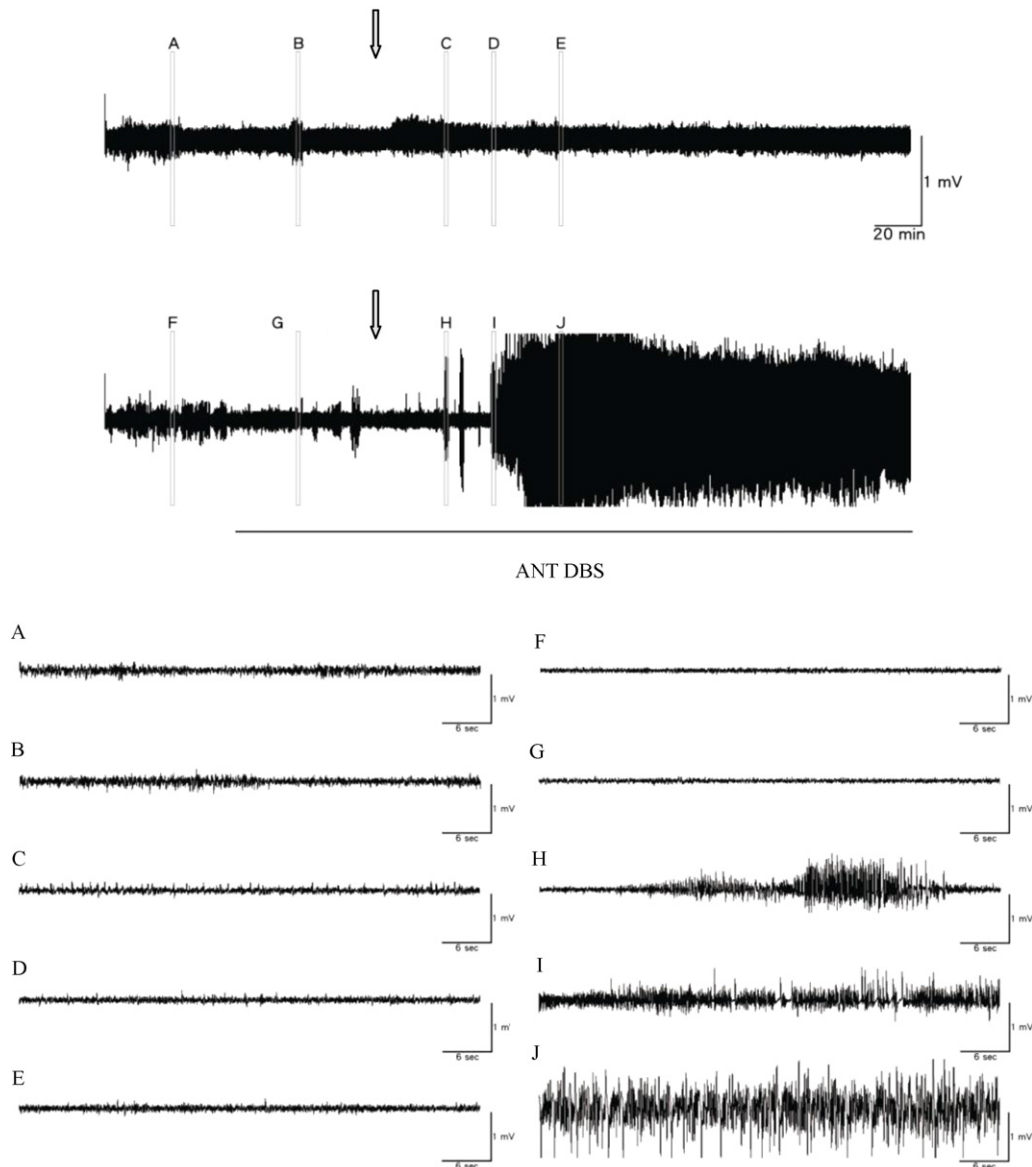 A B C D E
1 mV
20 min
F G H I J
ANT DBS
A
1 mV
6 sec
F
1 mV
6 sec
B
1 mV
6 sec
G
1 mV
6 sec
C
1 mV
6 sec
H
1 mV
6 sec
D
1 m'
6 sec
I
1 mV
6 sec
E
1 mV
6 sec
J
1 mV
6 sec